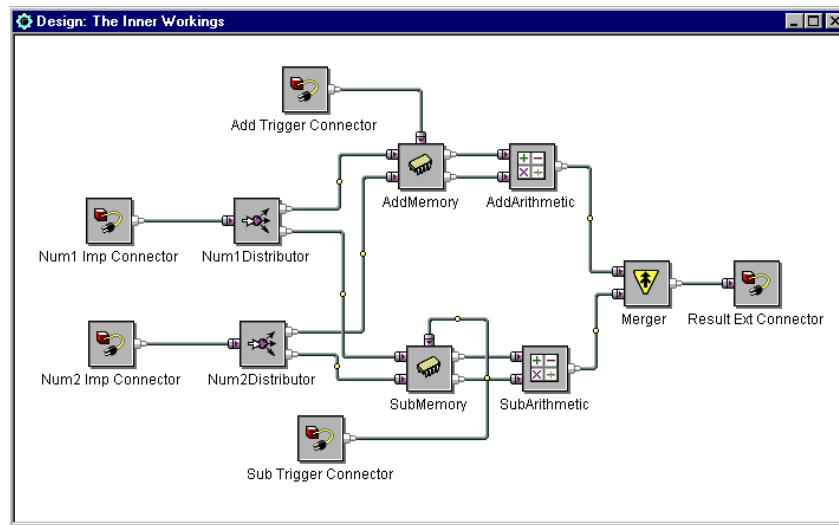 Design: The Inner Workings
Add Trigger Connector
AddMemory
AddArithmetic
Num1 Imp Connector
Num1Distributor
Merger
Result Ext Connector
Num2 Imp Connector
Num2Distributor
SubMemory
SubArithmetic
Sub Trigger Connector